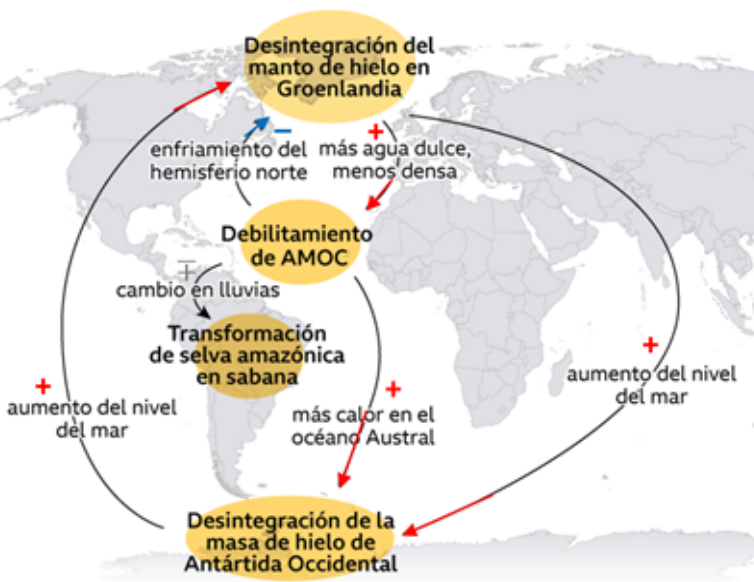 Desintegración del
manto de hielo en
Groenlandia
−
+
enfriamiento del
hemisferio norte
más agua dulce,
menos densa
Debilitamiento
de AMOC
∓
cambio en lluvias
Transformación
de selva amazónica
en sabana
+
aumento del nivel
del mar
+
más calor en el
océano Austral
+
aumento del nivel
del mar
Desintegración de la
masa de hielo de
Antártida Occidental